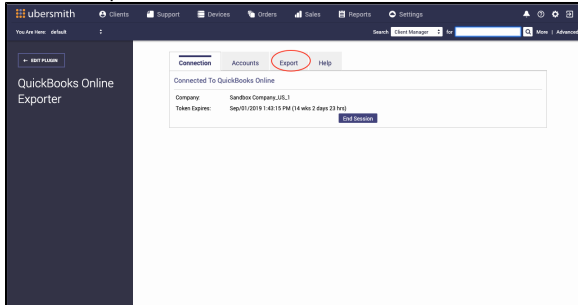 ubersmith Clients Support Devices Orders Sales Reports Settings
You Are Here: default Search Client Manager for More | Advanced
← EDIT PLUGIN
QuickBooks Online
Exporter
Connection Accounts Export Help
Connected To QuickBooks Online
Company: Sandbox Company_US_1
Token Expires: Sep/01/2019 1:43:15 PM (14 wks 2 days 23 hrs)
End Session